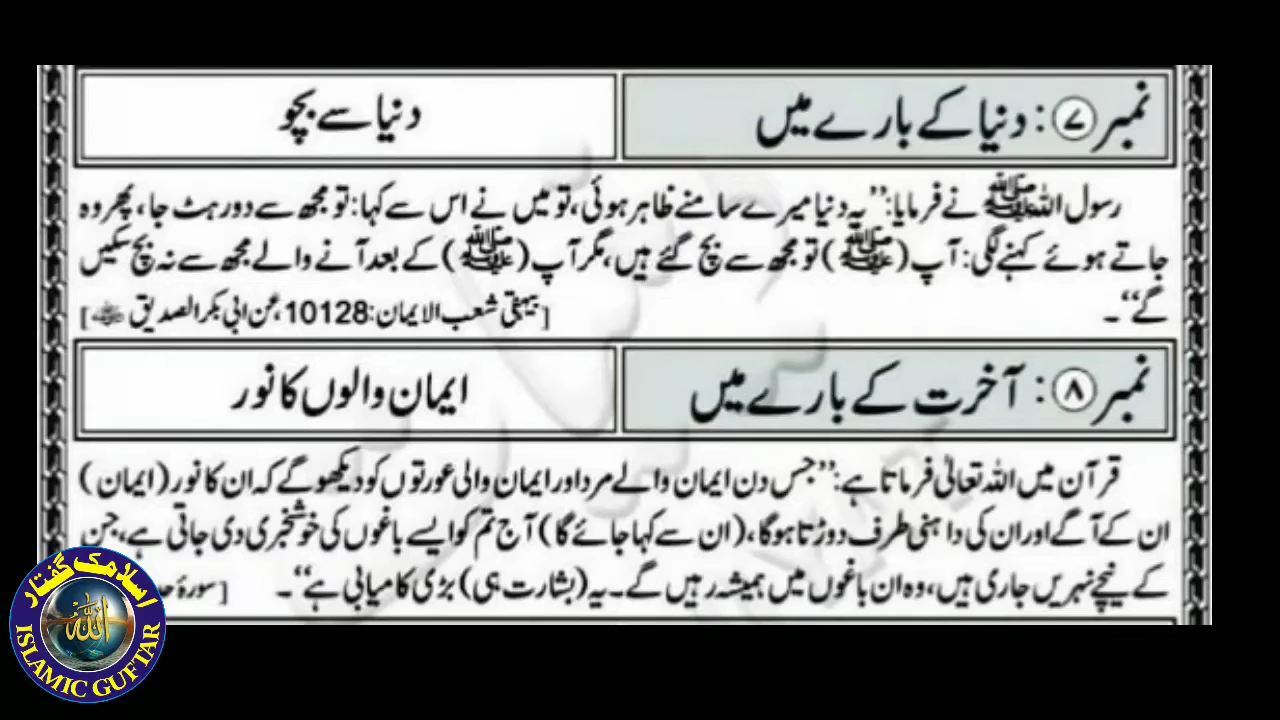 نمبر ۷: دنیا کے بارے میں
دنیا سے بچو
رسول اللہ ﷺ نے فرمایا: ’’یہ دنیا میرے سامنے ظاہر ہوئی، تو میں نے اس سے کہا: تو مجھ سے دور ہٹ جا، پھر وہ
جاتے ہوئے کہنے لگی: آپ (ﷺ) تو مجھ سے بچ گئے ہیں، مگر آپ (ﷺ) کے بعد آنے والے مجھ سے نہ بچ سکیں
گے‘‘۔
[بیہقی شعب الایمان: 10128، عن ابی بکر الصدیق ؓ]
نمبر ۸: آخرت کے بارے میں
ایمان والوں کا نور
قرآن میں اللہ تعالیٰ فرماتا ہے: ’’جس دن ایمان والے مرد اور ایمان والی عورتوں کو دیکھو گے کہ ان کا نور (ایمان)
ان کے آگے اور ان کی داہنی طرف دوڑتا ہوگا، (ان سے کہا جائے گا) آج تم کو ایسے باغوں کی خوشخبری دی جاتی ہے، جن
کے نیچے نہریں جاری ہیں، وہ ان باغوں میں ہمیشہ رہیں گے۔ یہ (بشارت ہی) بڑی کامیابی ہے‘‘۔ [سورۂ
اسلامک گفتار
اللہ
ISLAMIC GUFTAR